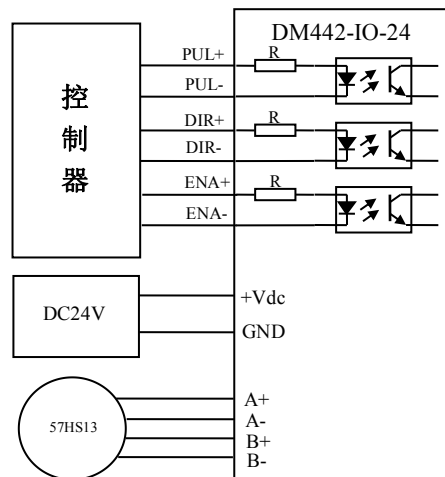 DM442-IO-24
控制器
PUL+
R
PUL-
DIR+
R
DIR-
ENA+
R
ENA-
DC24V
+Vdc
GND
57HS13
A+
A-
B+
B-